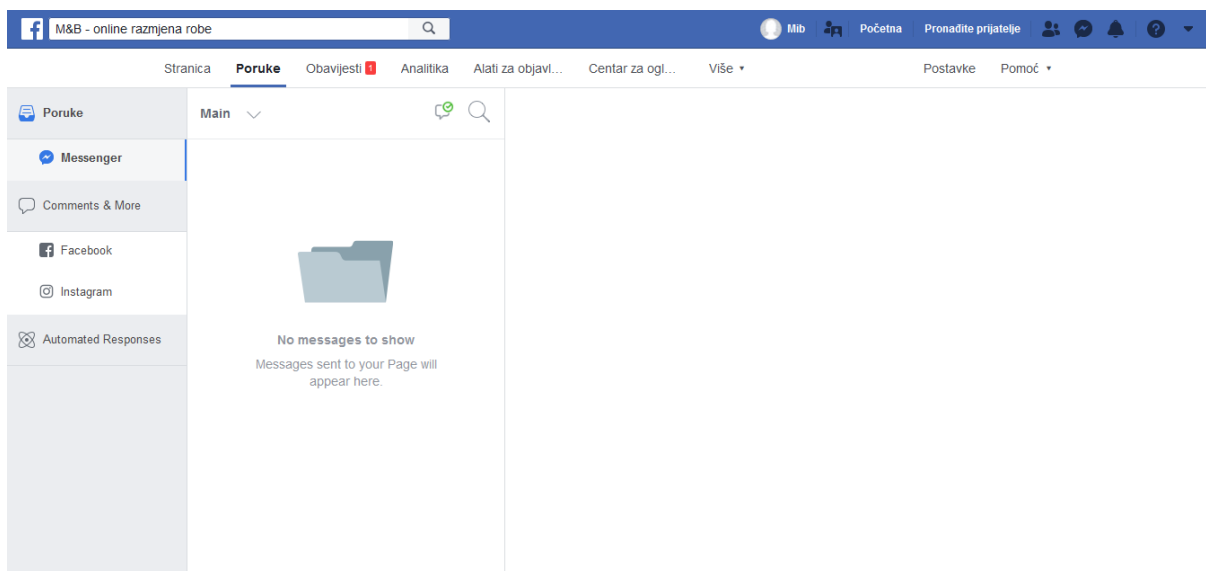 M&B - online razmjena robe
Mib
Početna
Pronađite prijatelje
Stranica
Poruke
Obavijesti 1
Analitika
Alati za objavl...
Centar za ogl...
Više
Postavke
Pomoć
Poruke
Messenger
Comments & More
Facebook
Instagram
Automated Responses
Main
No messages to show
Messages sent to your Page will
appear here.